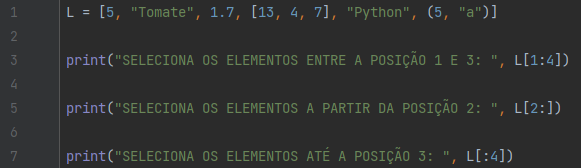 1 L = [5, "Tomate", 1.7, [13, 4, 7], "Python", (5, "a")]
2
3 print("SELECIONA OS ELEMENTOS ENTRE A POSIÇÃO 1 E 3: ", L[1:4])
4
5 print("SELECIONA OS ELEMENTOS A PARTIR DA POSIÇÃO 2: ", L[2:])
6
7 print("SELECIONA OS ELEMENTOS ATÉ A POSIÇÃO 3: ", L[:4])